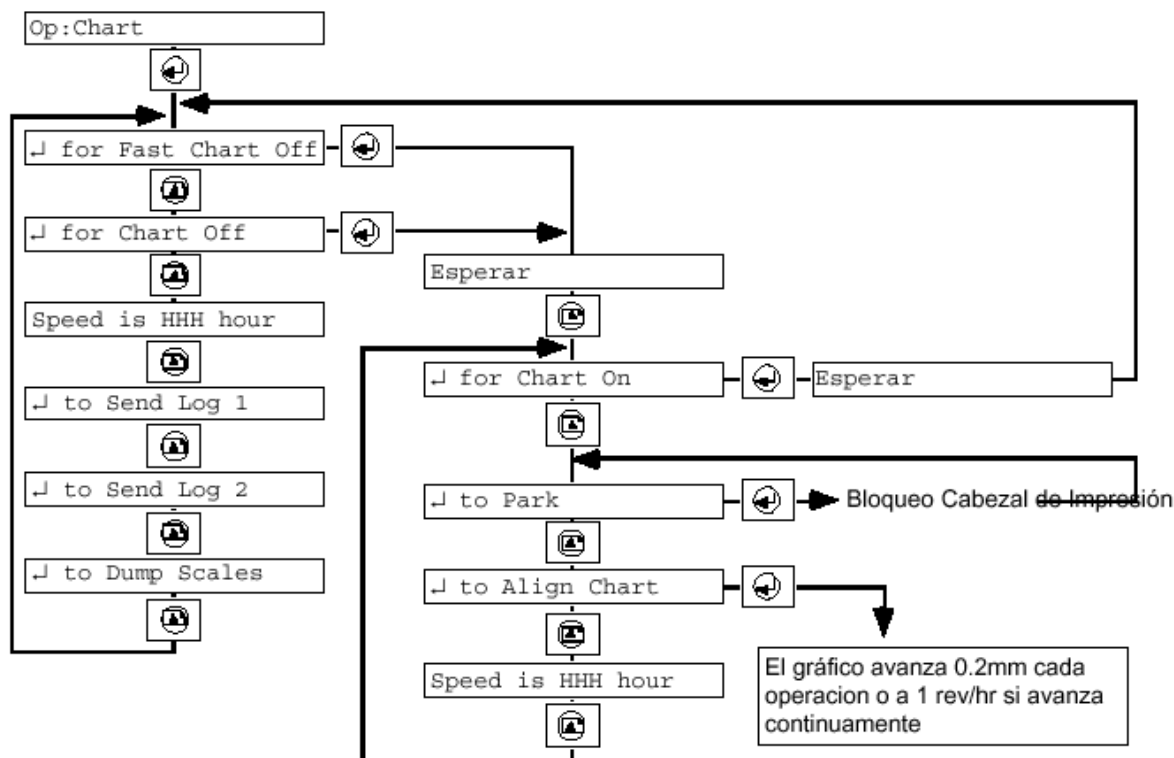 Op:Chart
↵ for Fast Chart Off
↵ for Chart Off
Speed is HHH hour
↵ to Send Log 1
↵ to Send Log 2
↵ to Dump Scales
Esperar
↵ for Chart On
Esperar
↵ to Park
Bloqueo Cabezal de Impresión
↵ to Align Chart
Speed is HHH hour
El gráfico avanza 0.2mm cada
operacion o a 1 rev/hr si avanza
continuamente